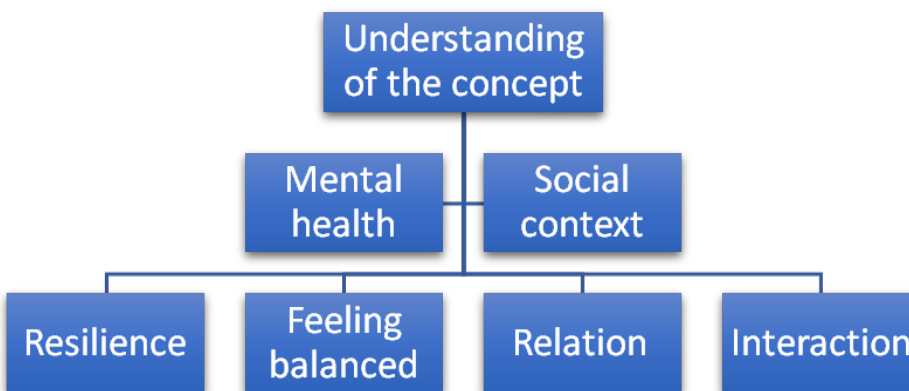 Understanding
of the concept
Mental
health
Social
context
Resilience
Feeling
balanced
Relation
Interaction